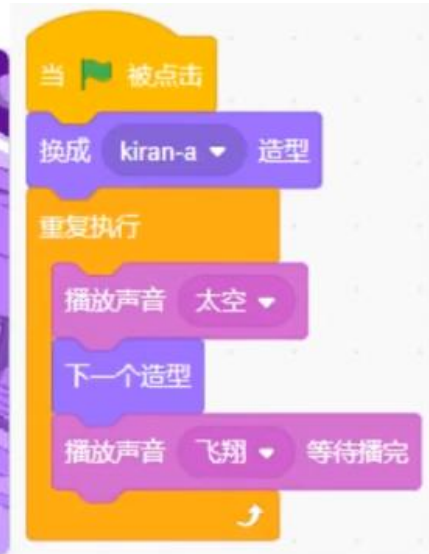 当 被点击
换成 kiran-a 造型
重复执行
播放声音 太空
下一个造型
播放声音 飞翔 等待播完